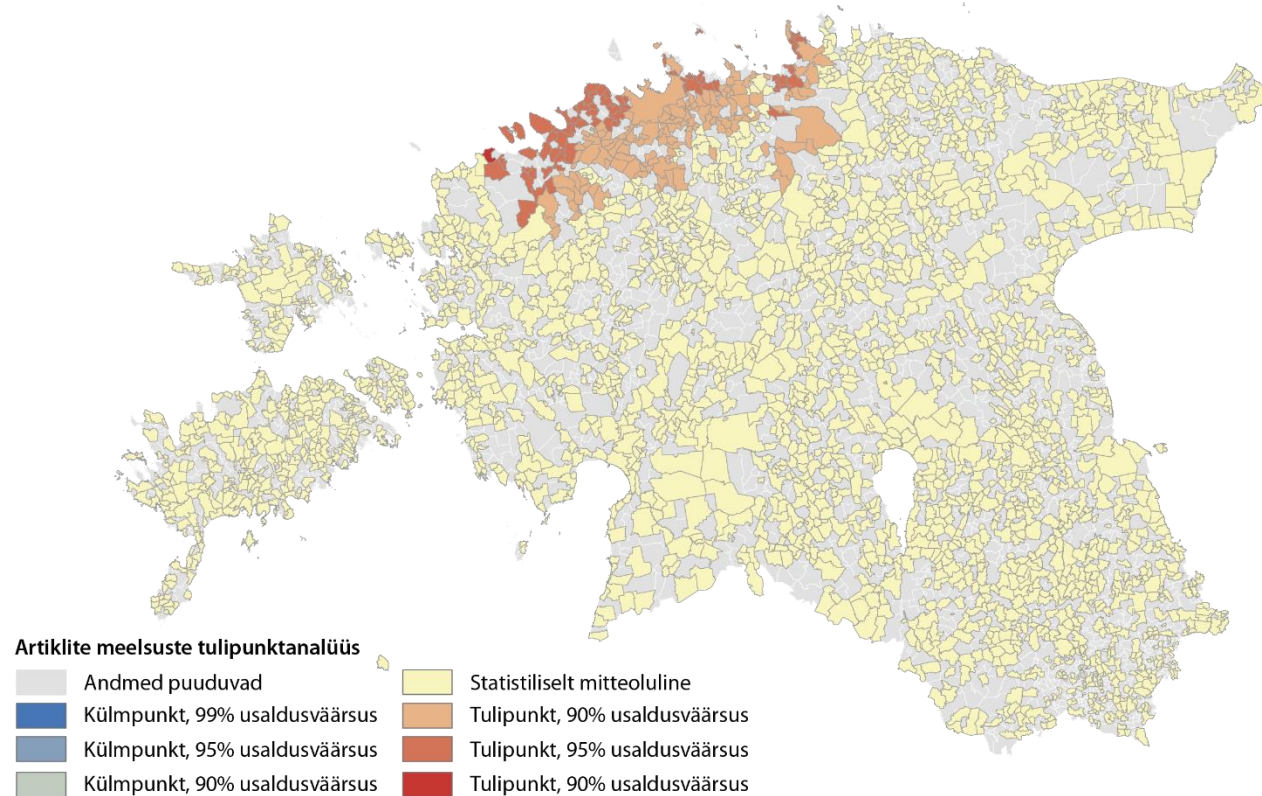 Artiklite meelsuste tulipunktanalüüs
Andmed puuduvad
Külmpunkt, 99% usaldusväärsus
Külmpunkt, 95% usaldusväärsus
Külmpunkt, 90% usaldusväärsus
Statistiliselt mitteoluline
Tulipunkt, 90% usaldusväärsus
Tulipunkt, 95% usaldusväärsus
Tulipunkt, 90% usaldusväärsus